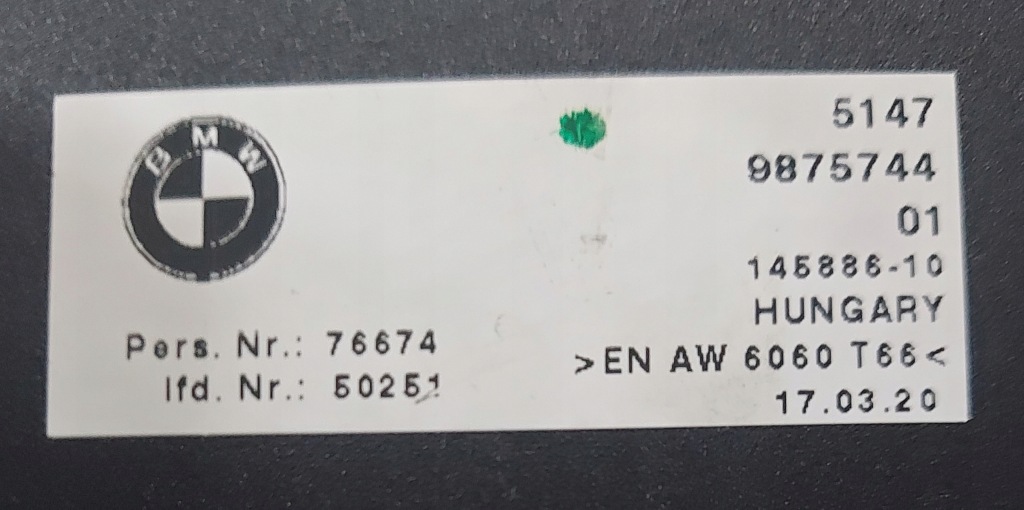 BMW
5147
9875744
01
145886-10
HUNGARY
>EN AW 6060 T66<
17.03.20
Pers. Nr.: 76674
lfd. Nr.: 50251